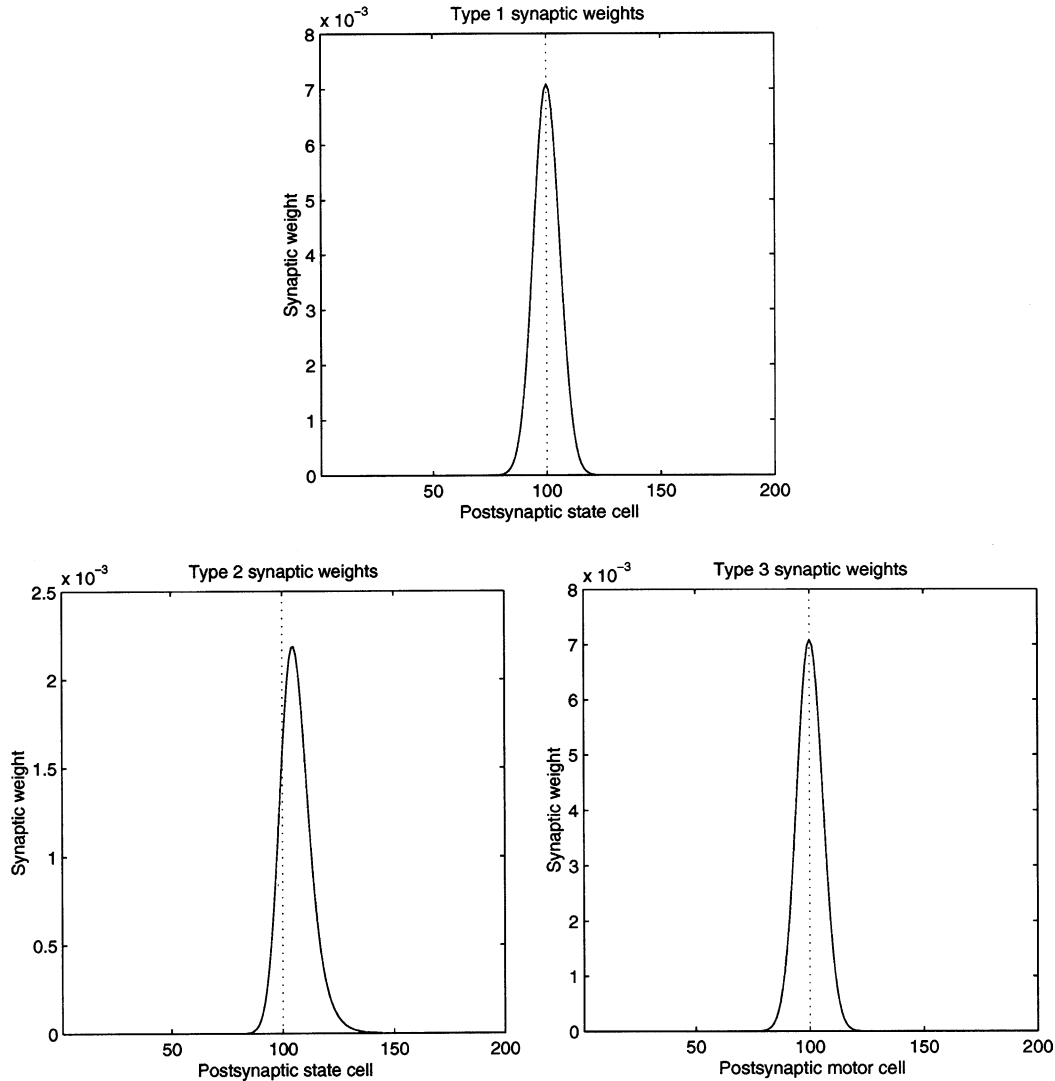 Type 1 synaptic weights
x 10⁻³
8
7
6
5
4
3
2
1
0
Synaptic weight
50 100 150 200
Postsynaptic state cell
Type 2 synaptic weights
x 10⁻³
2.5
2
1.5
1
0.5
0
Synaptic weight
50 100 150 200
Postsynaptic state cell
Type 3 synaptic weights
x 10⁻³
8
7
6
5
4
3
2
1
0
Synaptic weight
50 100 150 200
Postsynaptic motor cell